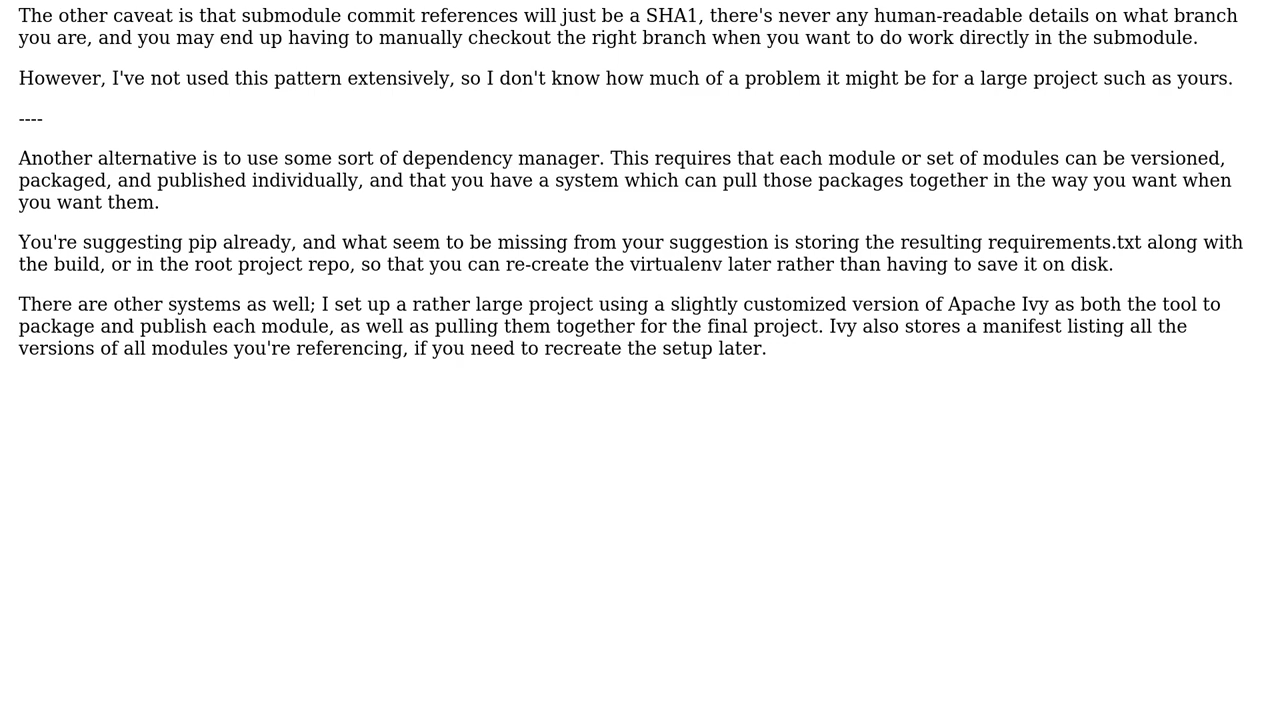 The other caveat is that submodule commit references will just be a SHA1, there's never any human-readable details on what branch
you are, and you may end up having to manually checkout the right branch when you want to do work directly in the submodule.
However, I've not used this pattern extensively, so I don't know how much of a problem it might be for a large project such as yours.
----
Another alternative is to use some sort of dependency manager. This requires that each module or set of modules can be versioned,
packaged, and published individually, and that you have a system which can pull those packages together in the way you want when
you want them.
You're suggesting pip already, and what seem to be missing from your suggestion is storing the resulting requirements.txt along with
the build, or in the root project repo, so that you can re-create the virtualenv later rather than having to save it on disk.
There are other systems as well; I set up a rather large project using a slightly customized version of Apache Ivy as both the tool to
package and publish each module, as well as pulling them together for the final project. Ivy also stores a manifest listing all the
versions of all modules you're referencing, if you need to recreate the setup later.